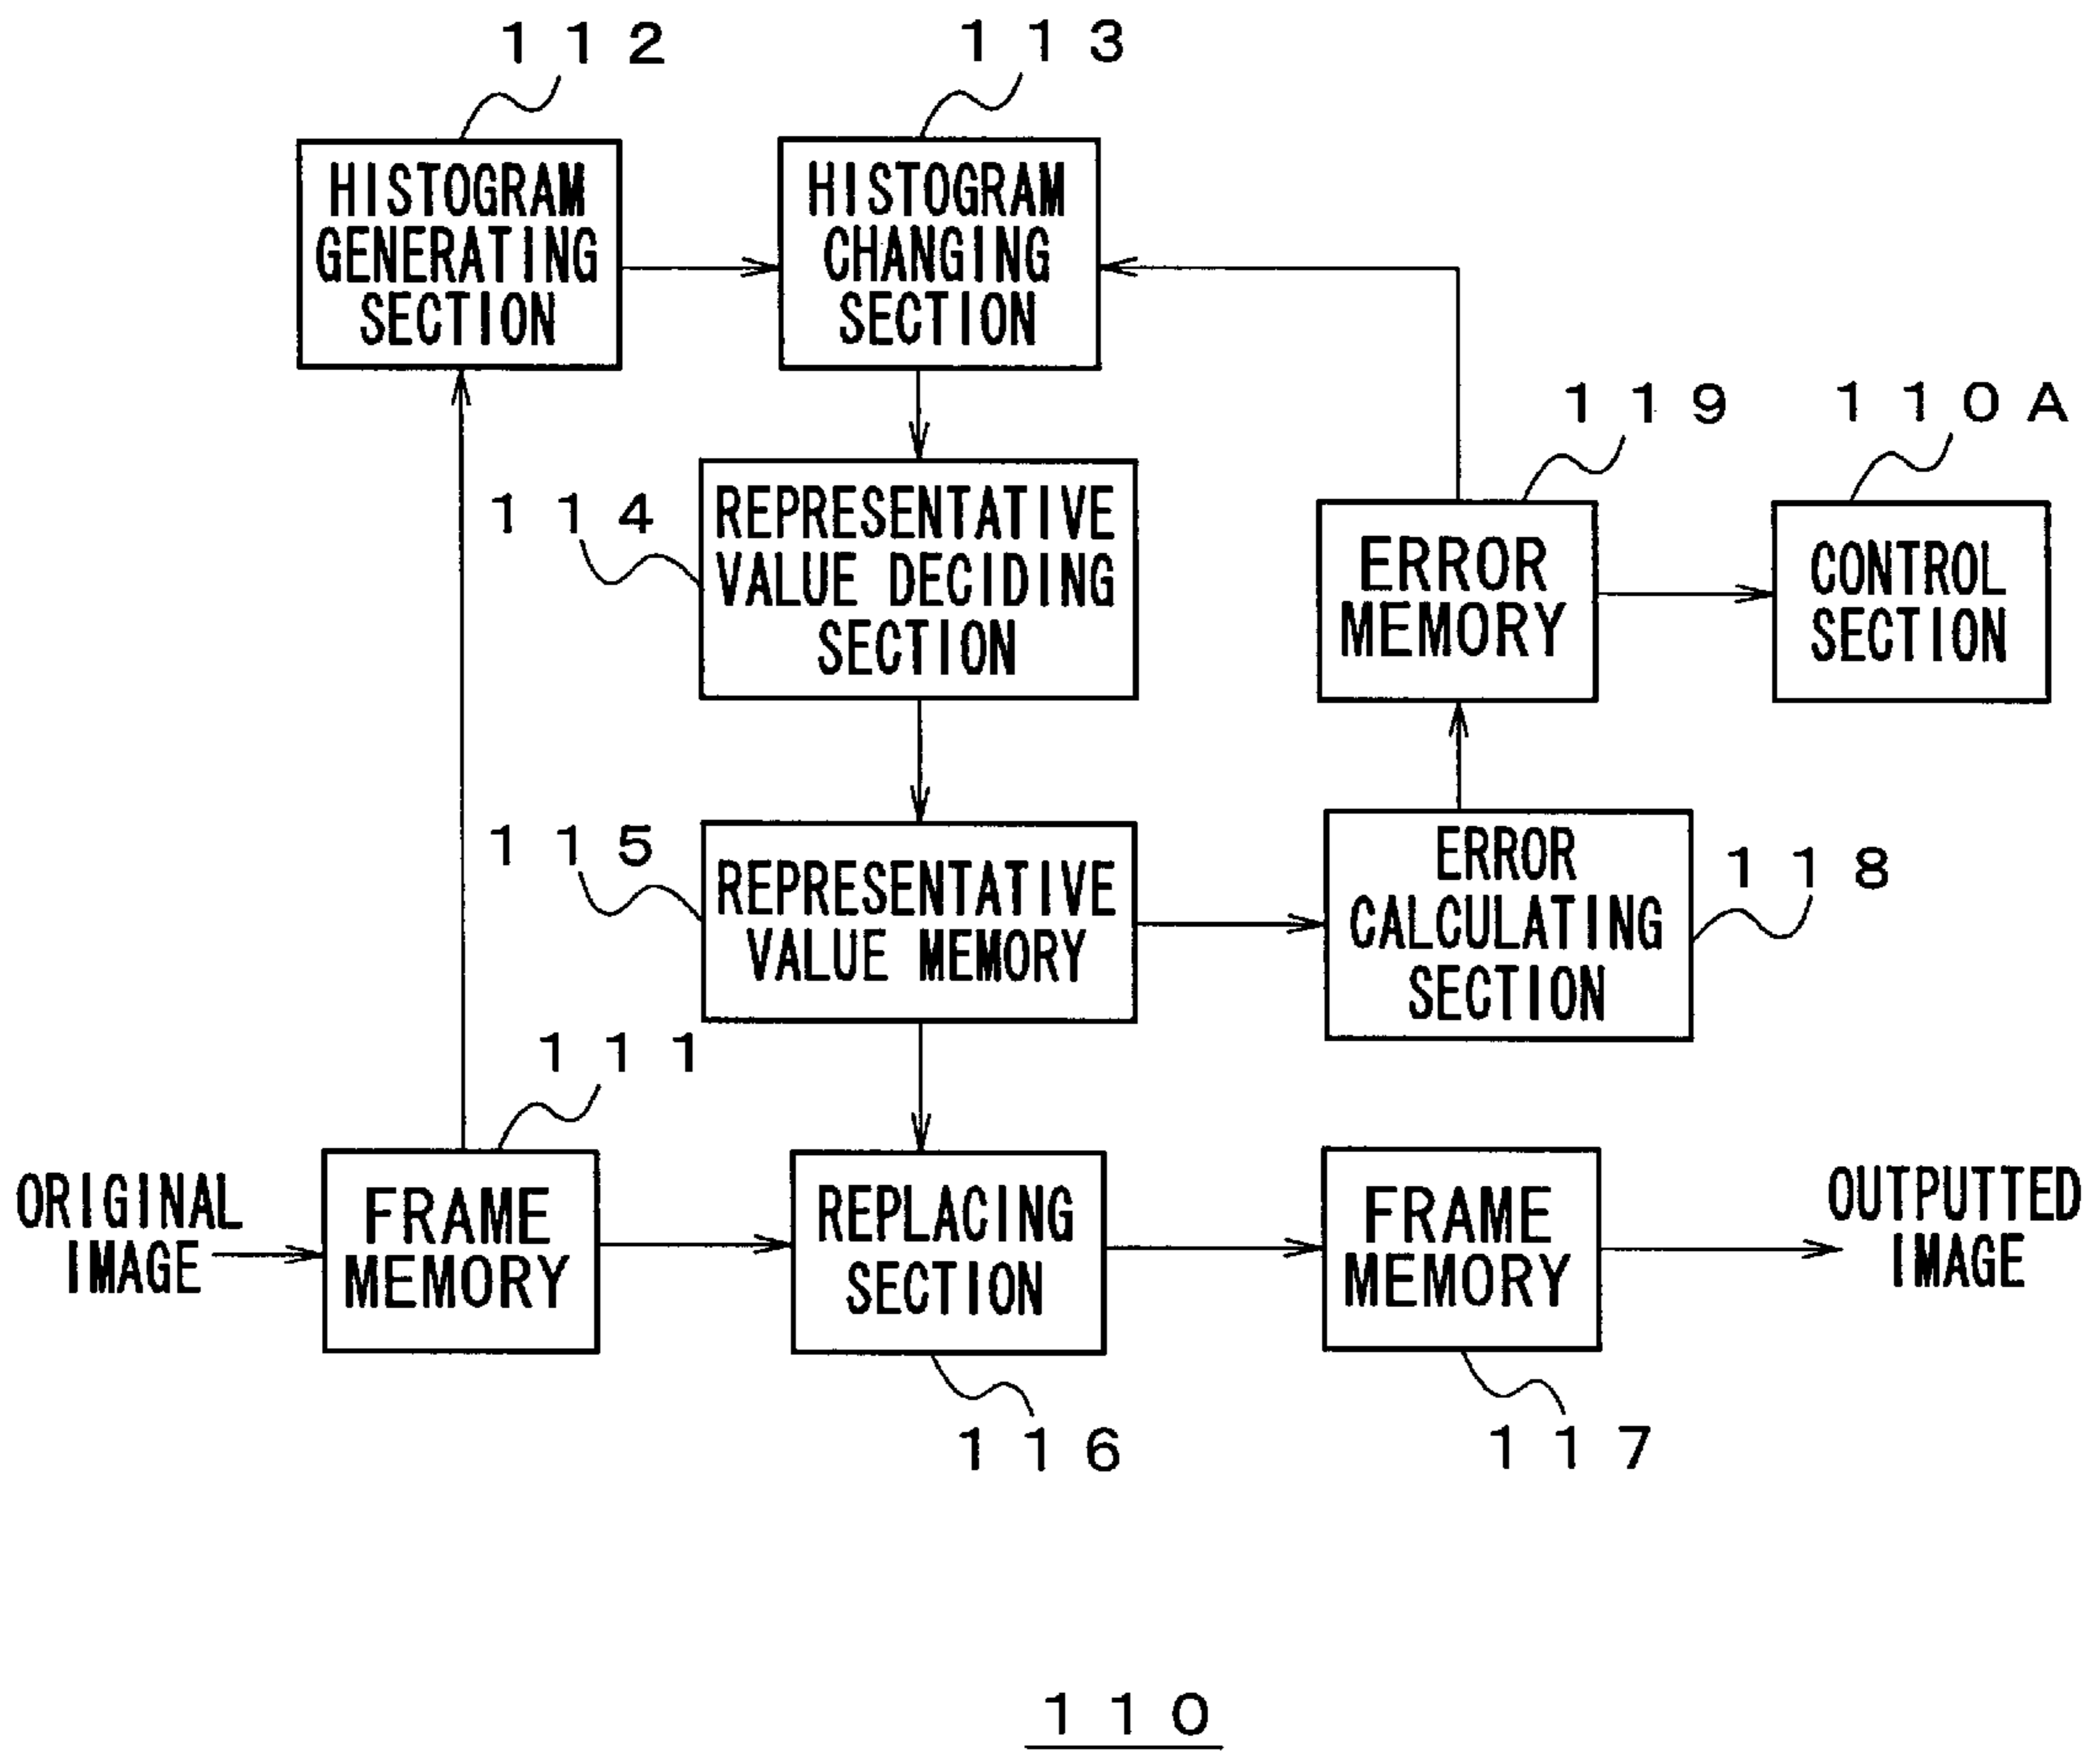 112
113
HISTOGRAM
GENERATING
SECTION
HISTOGRAM
CHANGING
SECTION
119
110A
114
REPRESENTATIVE
VALUE DECIDING
SECTION
ERROR
MEMORY
CONTROL
SECTION
115
REPRESENTATIVE
VALUE MEMORY
ERROR
CALCULATING
SECTION
118
111
ORIGINAL
IMAGE
FRAME
MEMORY
REPLACING
SECTION
FRAME
MEMORY
OUTPUTTED
IMAGE
116
117
110